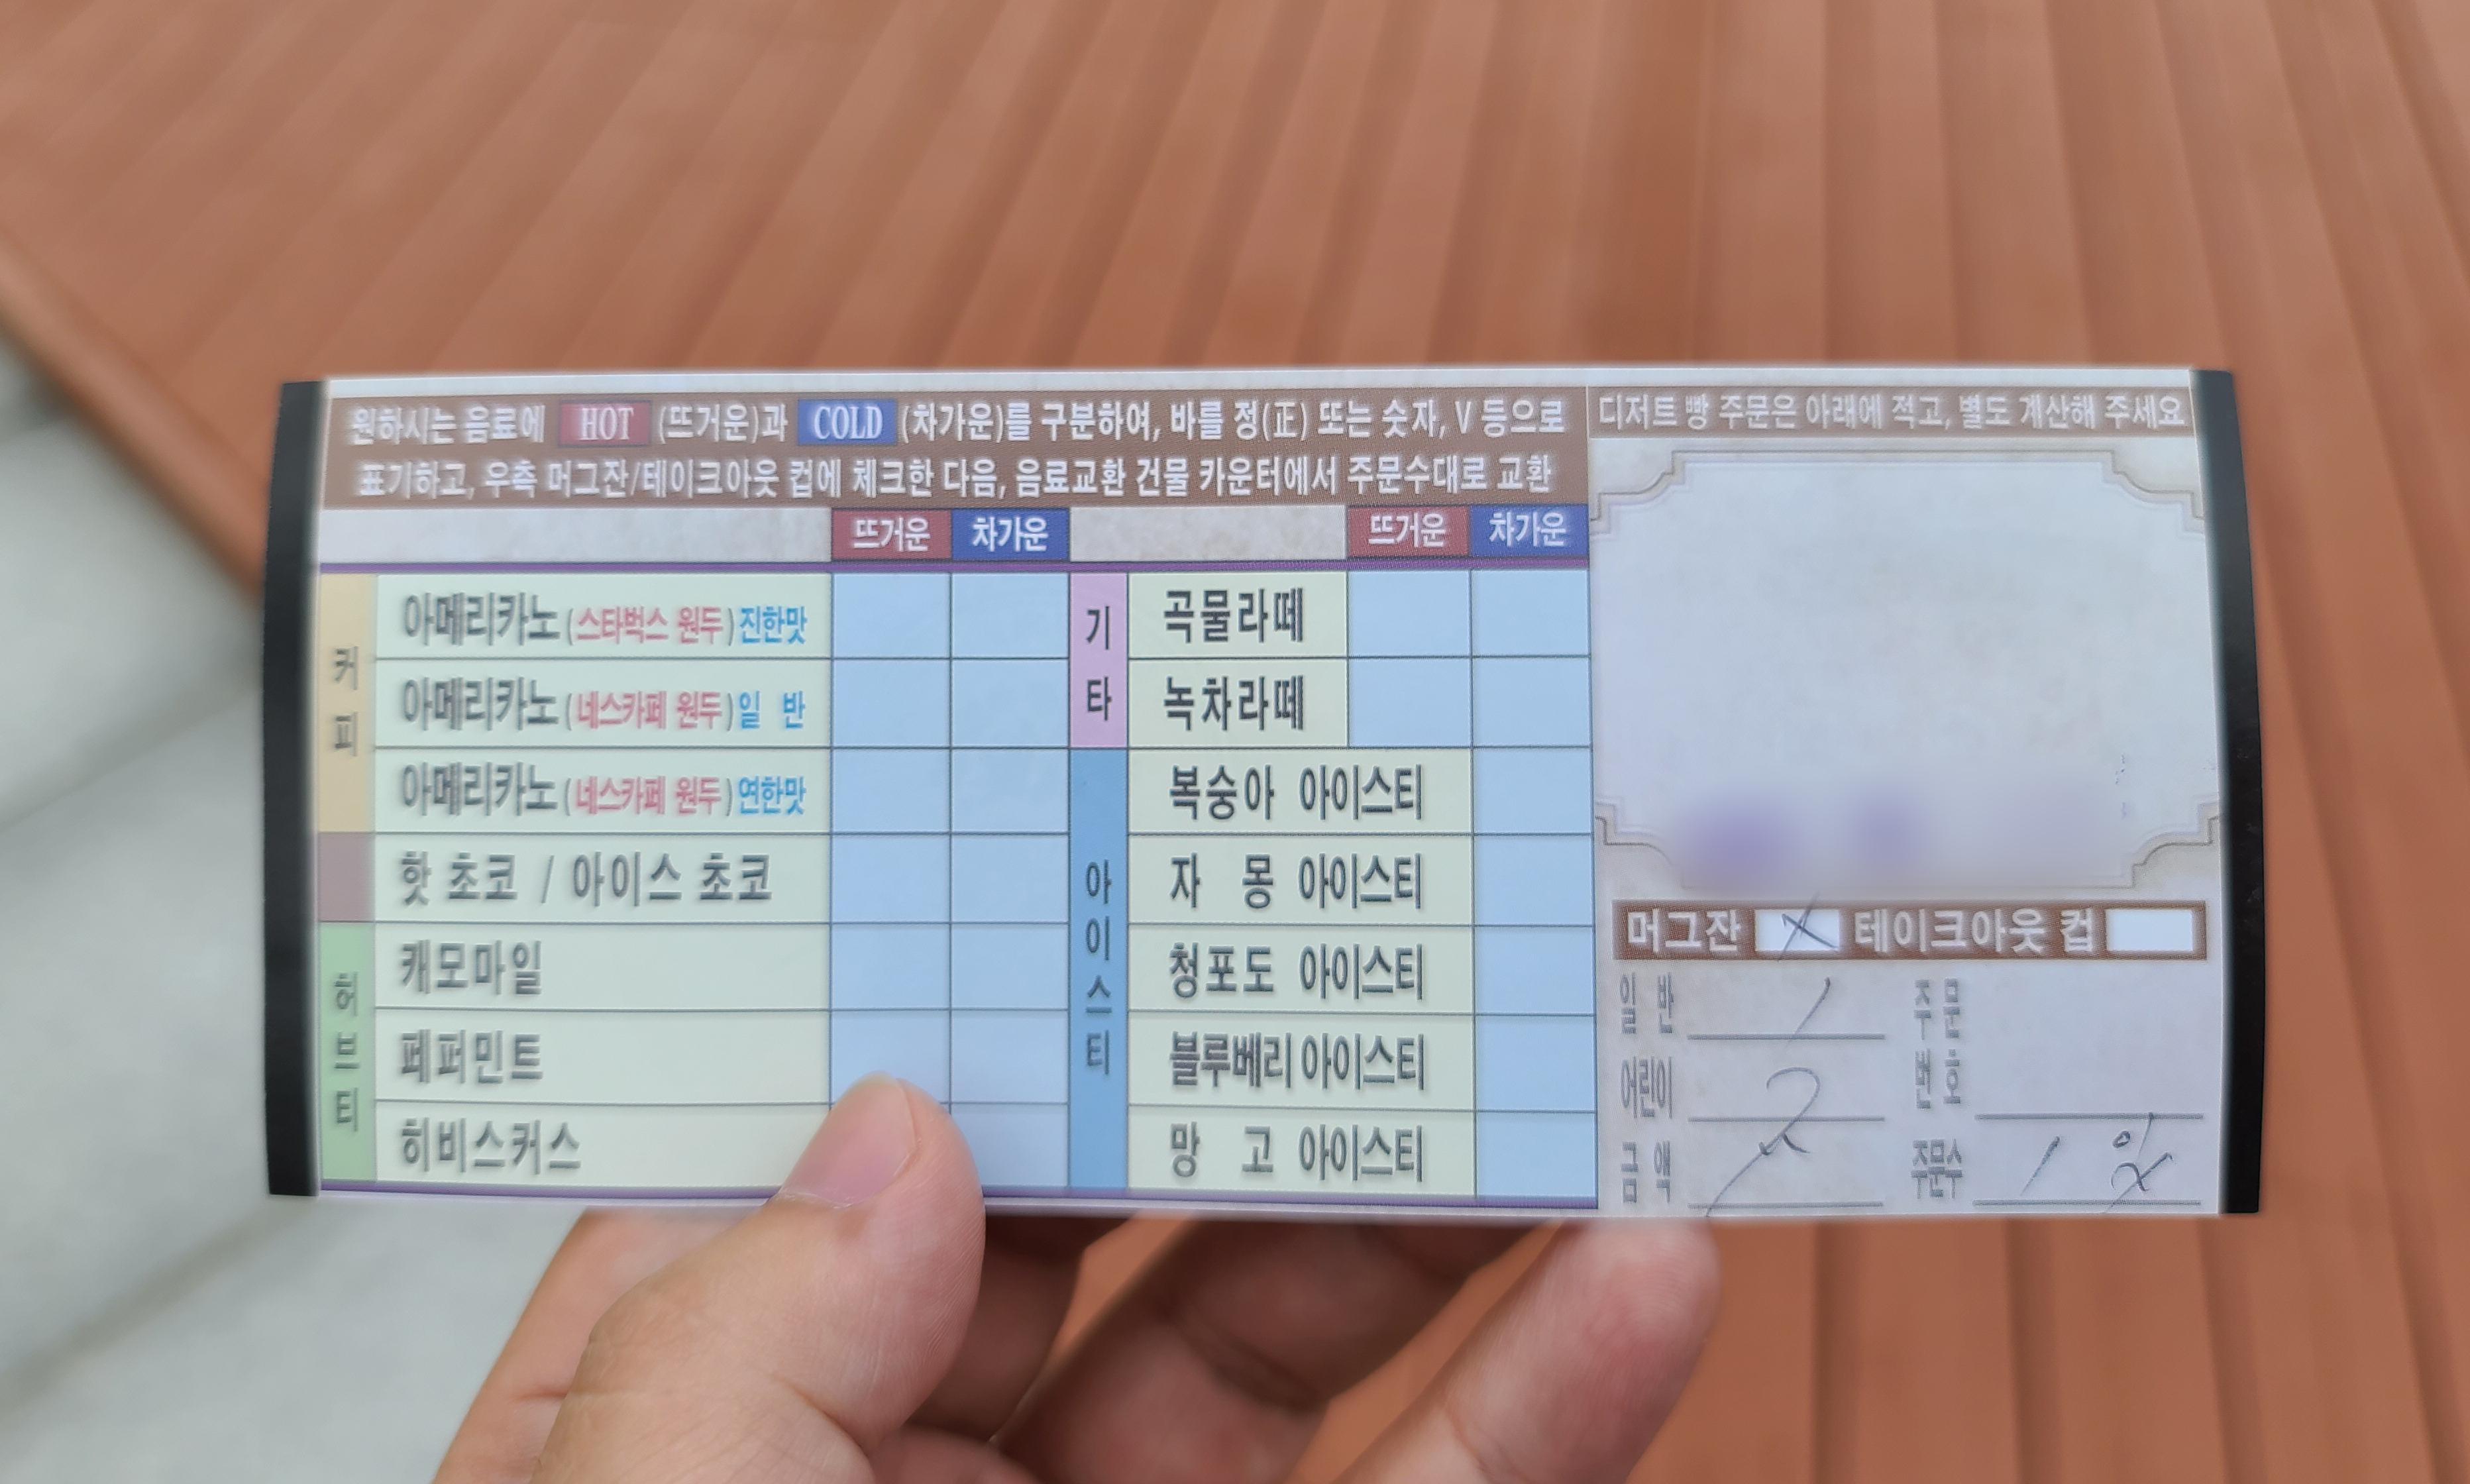 원하시는 음료에 HOT (뜨거운)과 COLD (차가운)를 구분하여, 바를 정(正) 또는 숫자, V 등으로
표기하고, 우측 머그잔/테이크아웃 컵에 체크한 다음, 음료교환 건물 카운터에서 주문수대로 교환
뜨거운 차가운
커피
아메리카노(스타벅스 원두)진한맛
아메리카노(네스카페 원두)일 반
아메리카노(네스카페 원두)연한맛
핫 초코 / 아이스 초코
허브티
캐모마일
페퍼민트
히비스커스
뜨거운 차가운
기타
곡물라떼
녹차라떼
아이스티
복숭아 아이스티
자 몽 아이스티
청포도 아이스티
블루베리 아이스티
망 고 아이스티
디저트 빵 주문은 아래에 적고, 별도 계산해 주세요
머그잔 X 테이크아웃 컵
일 반 1
어린이 2
금 액
주문번호
주문수 1